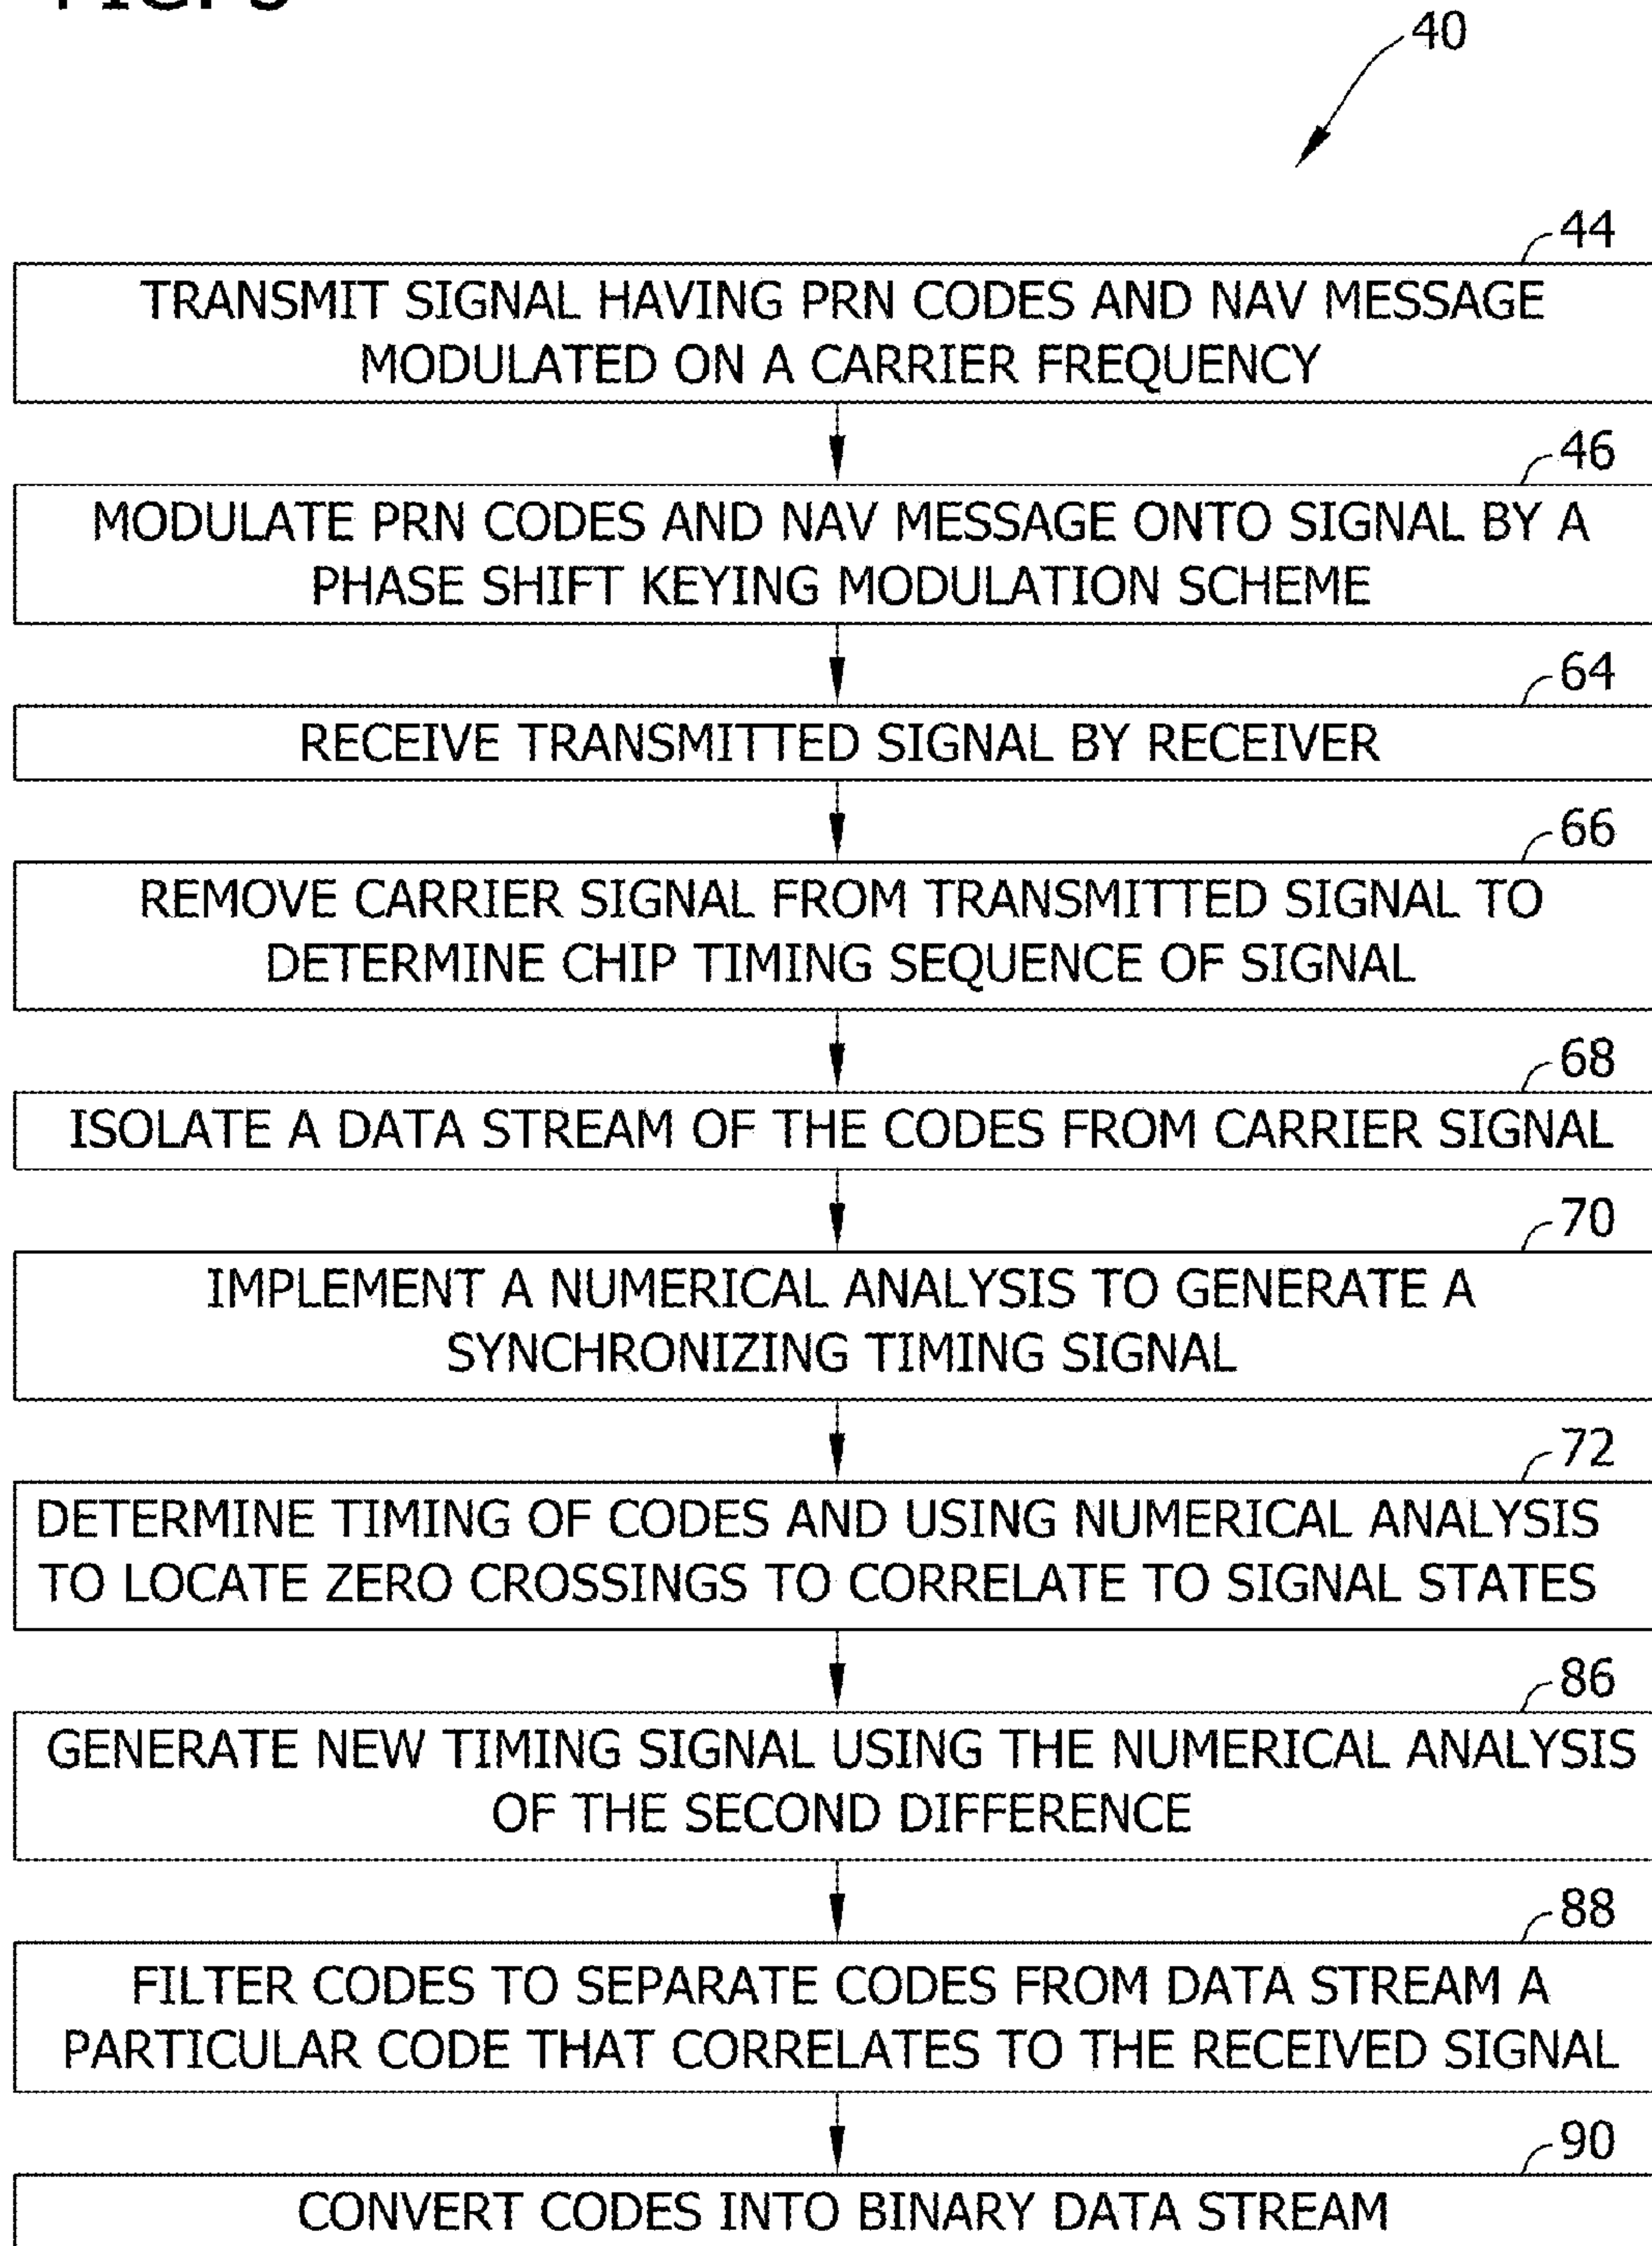 40
44
TRANSMIT SIGNAL HAVING PRN CODES AND NAV MESSAGE
MODULATED ON A CARRIER FREQUENCY
46
MODULATE PRN CODES AND NAV MESSAGE ONTO SIGNAL BY A
PHASE SHIFT KEYING MODULATION SCHEME
64
RECEIVE TRANSMITTED SIGNAL BY RECEIVER
66
REMOVE CARRIER SIGNAL FROM TRANSMITTED SIGNAL TO
DETERMINE CHIP TIMING SEQUENCE OF SIGNAL
68
ISOLATE A DATA STREAM OF THE CODES FROM CARRIER SIGNAL
70
IMPLEMENT A NUMERICAL ANALYSIS TO GENERATE A
SYNCHRONIZING TIMING SIGNAL
72
DETERMINE TIMING OF CODES AND USING NUMERICAL ANALYSIS
TO LOCATE ZERO CROSSINGS TO CORRELATE TO SIGNAL STATES
86
GENERATE NEW TIMING SIGNAL USING THE NUMERICAL ANALYSIS
OF THE SECOND DIFFERENCE
88
FILTER CODES TO SEPARATE CODES FROM DATA STREAM A
PARTICULAR CODE THAT CORRELATES TO THE RECEIVED SIGNAL
90
CONVERT CODES INTO BINARY DATA STREAM